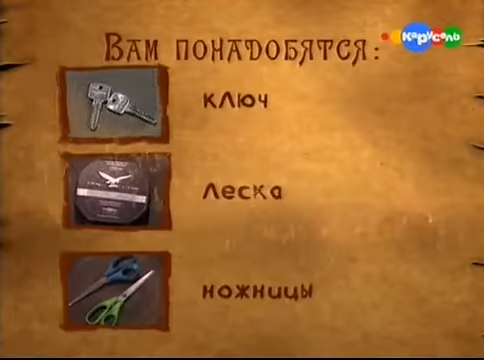 Карусель
Вам понадобятся:
ключ
леска
ножницы